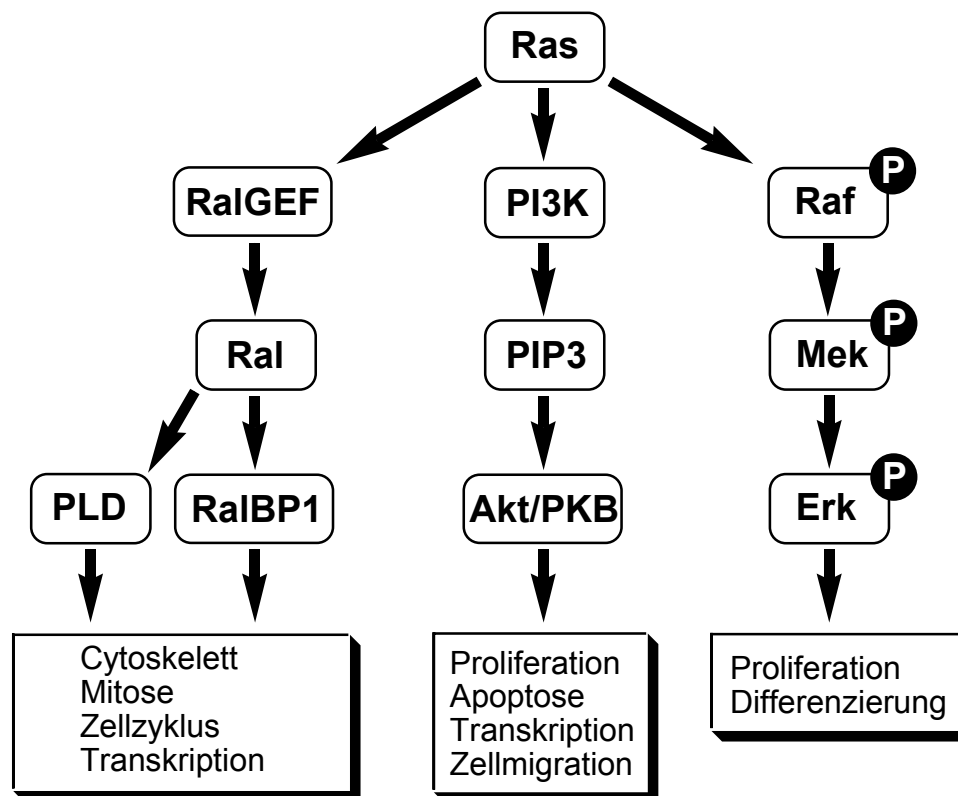 Ras
RalGEF
PI3K
Raf
P
Ral
PIP3
Mek
P
PLD
RalBP1
Akt/PKB
Erk
P
Cytoskelett
Mitose
Zellzyklus
Transkription
Proliferation
Apoptose
Transkription
Zellmigration
Proliferation
Differenzierung